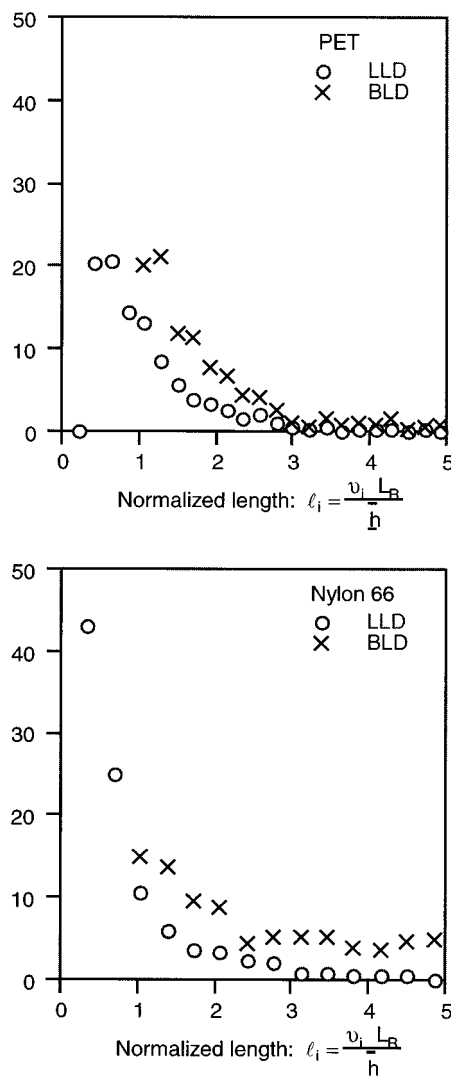 50
PET
LLD
BLD
40
30
20
10
0
0 1 2 3 4 5
Normalized length: ℓi = υi LB / h̄
50
Nylon 66
LLD
BLD
40
30
20
10
0
0 1 2 3 4 5
Normalized length: ℓi = υi LB / h̄